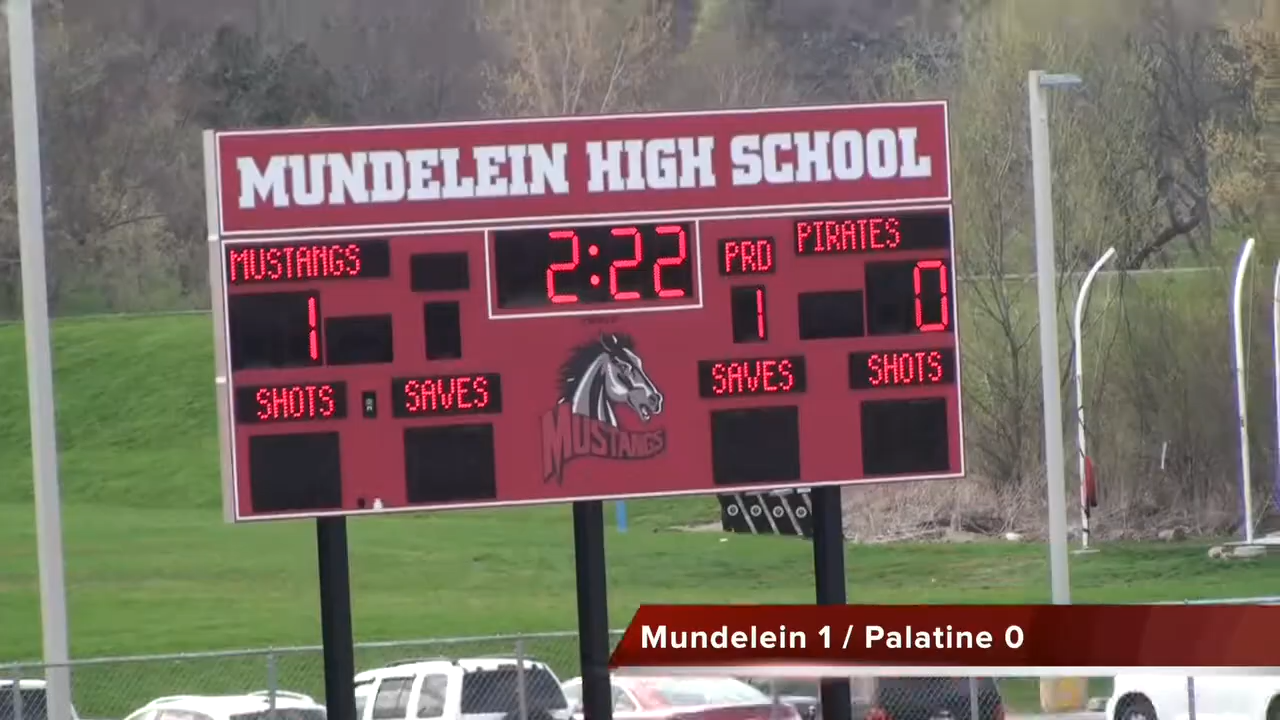 MUNDELEIN HIGH SCHOOL
MUSTANGS 2:22 PRD PIRATES
1 1 0
SHOTS SAVES SAVES SHOTS
MUSTANGS
Mundelein 1 / Palatine 0